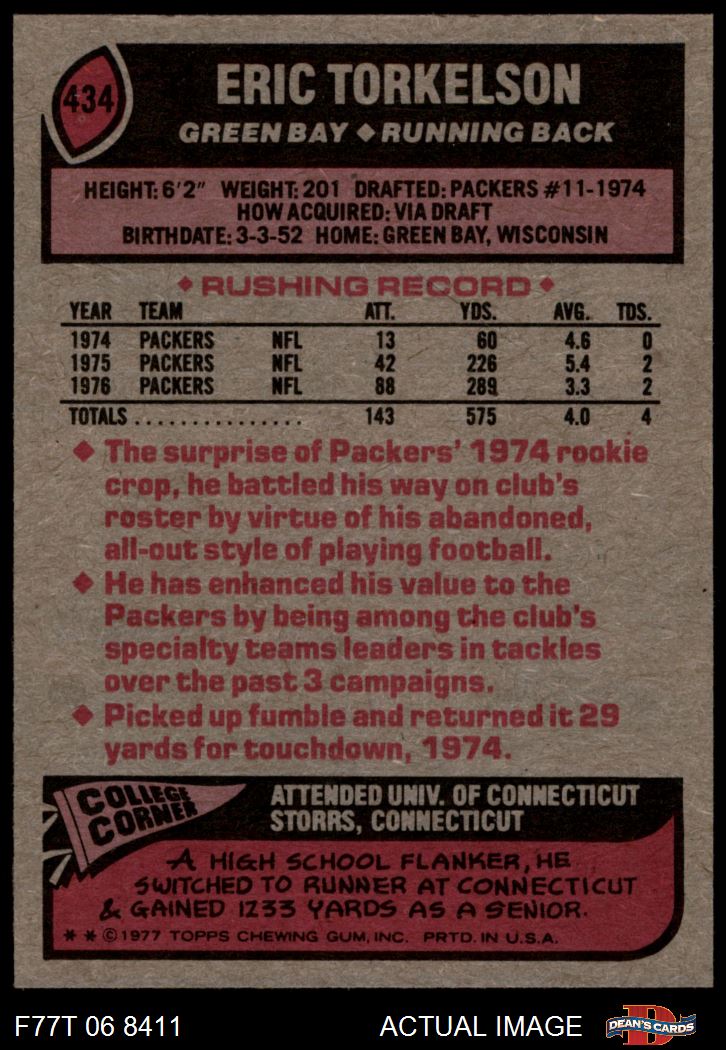 434
ERIC TORKELSON
GREEN BAY ◆ RUNNING BACK
HEIGHT: 6'2" WEIGHT: 201 DRAFTED: PACKERS #11-1974
HOW ACQUIRED: VIA DRAFT
BIRTHDATE: 3-3-52 HOME: GREEN BAY, WISCONSIN
◆ RUSHING RECORD ◆
YEAR TEAM ATT. YDS. AVG. TDS.
1974 PACKERS NFL 13 60 4.6 0
1975 PACKERS NFL 42 226 5.4 2
1976 PACKERS NFL 88 289 3.3 2
TOTALS............... 143 575 4.0 4
◆ The surprise of Packers' 1974 rookie
crop, he battled his way on club's
roster by virtue of his abandoned,
all-out style of playing football.
◆ He has enhanced his value to the
Packers by being among the club's
specialty teams leaders in tackles
over the past 3 campaigns.
◆ Picked up fumble and returned it 29
yards for touchdown, 1974.
COLLEGE
CORNER
ATTENDED UNIV. OF CONNECTICUT
STORRS, CONNECTICUT
A HIGH SCHOOL FLANKER, HE
SWITCHED TO RUNNER AT CONNECTICUT
& GAINED 1233 YARDS AS A SENIOR.
* * © 1977 TOPPS CHEWING GUM, INC. PRTD. IN U.S.A.
F77T 06 8411 ACTUAL IMAGE
D
DEAN'S CARDS